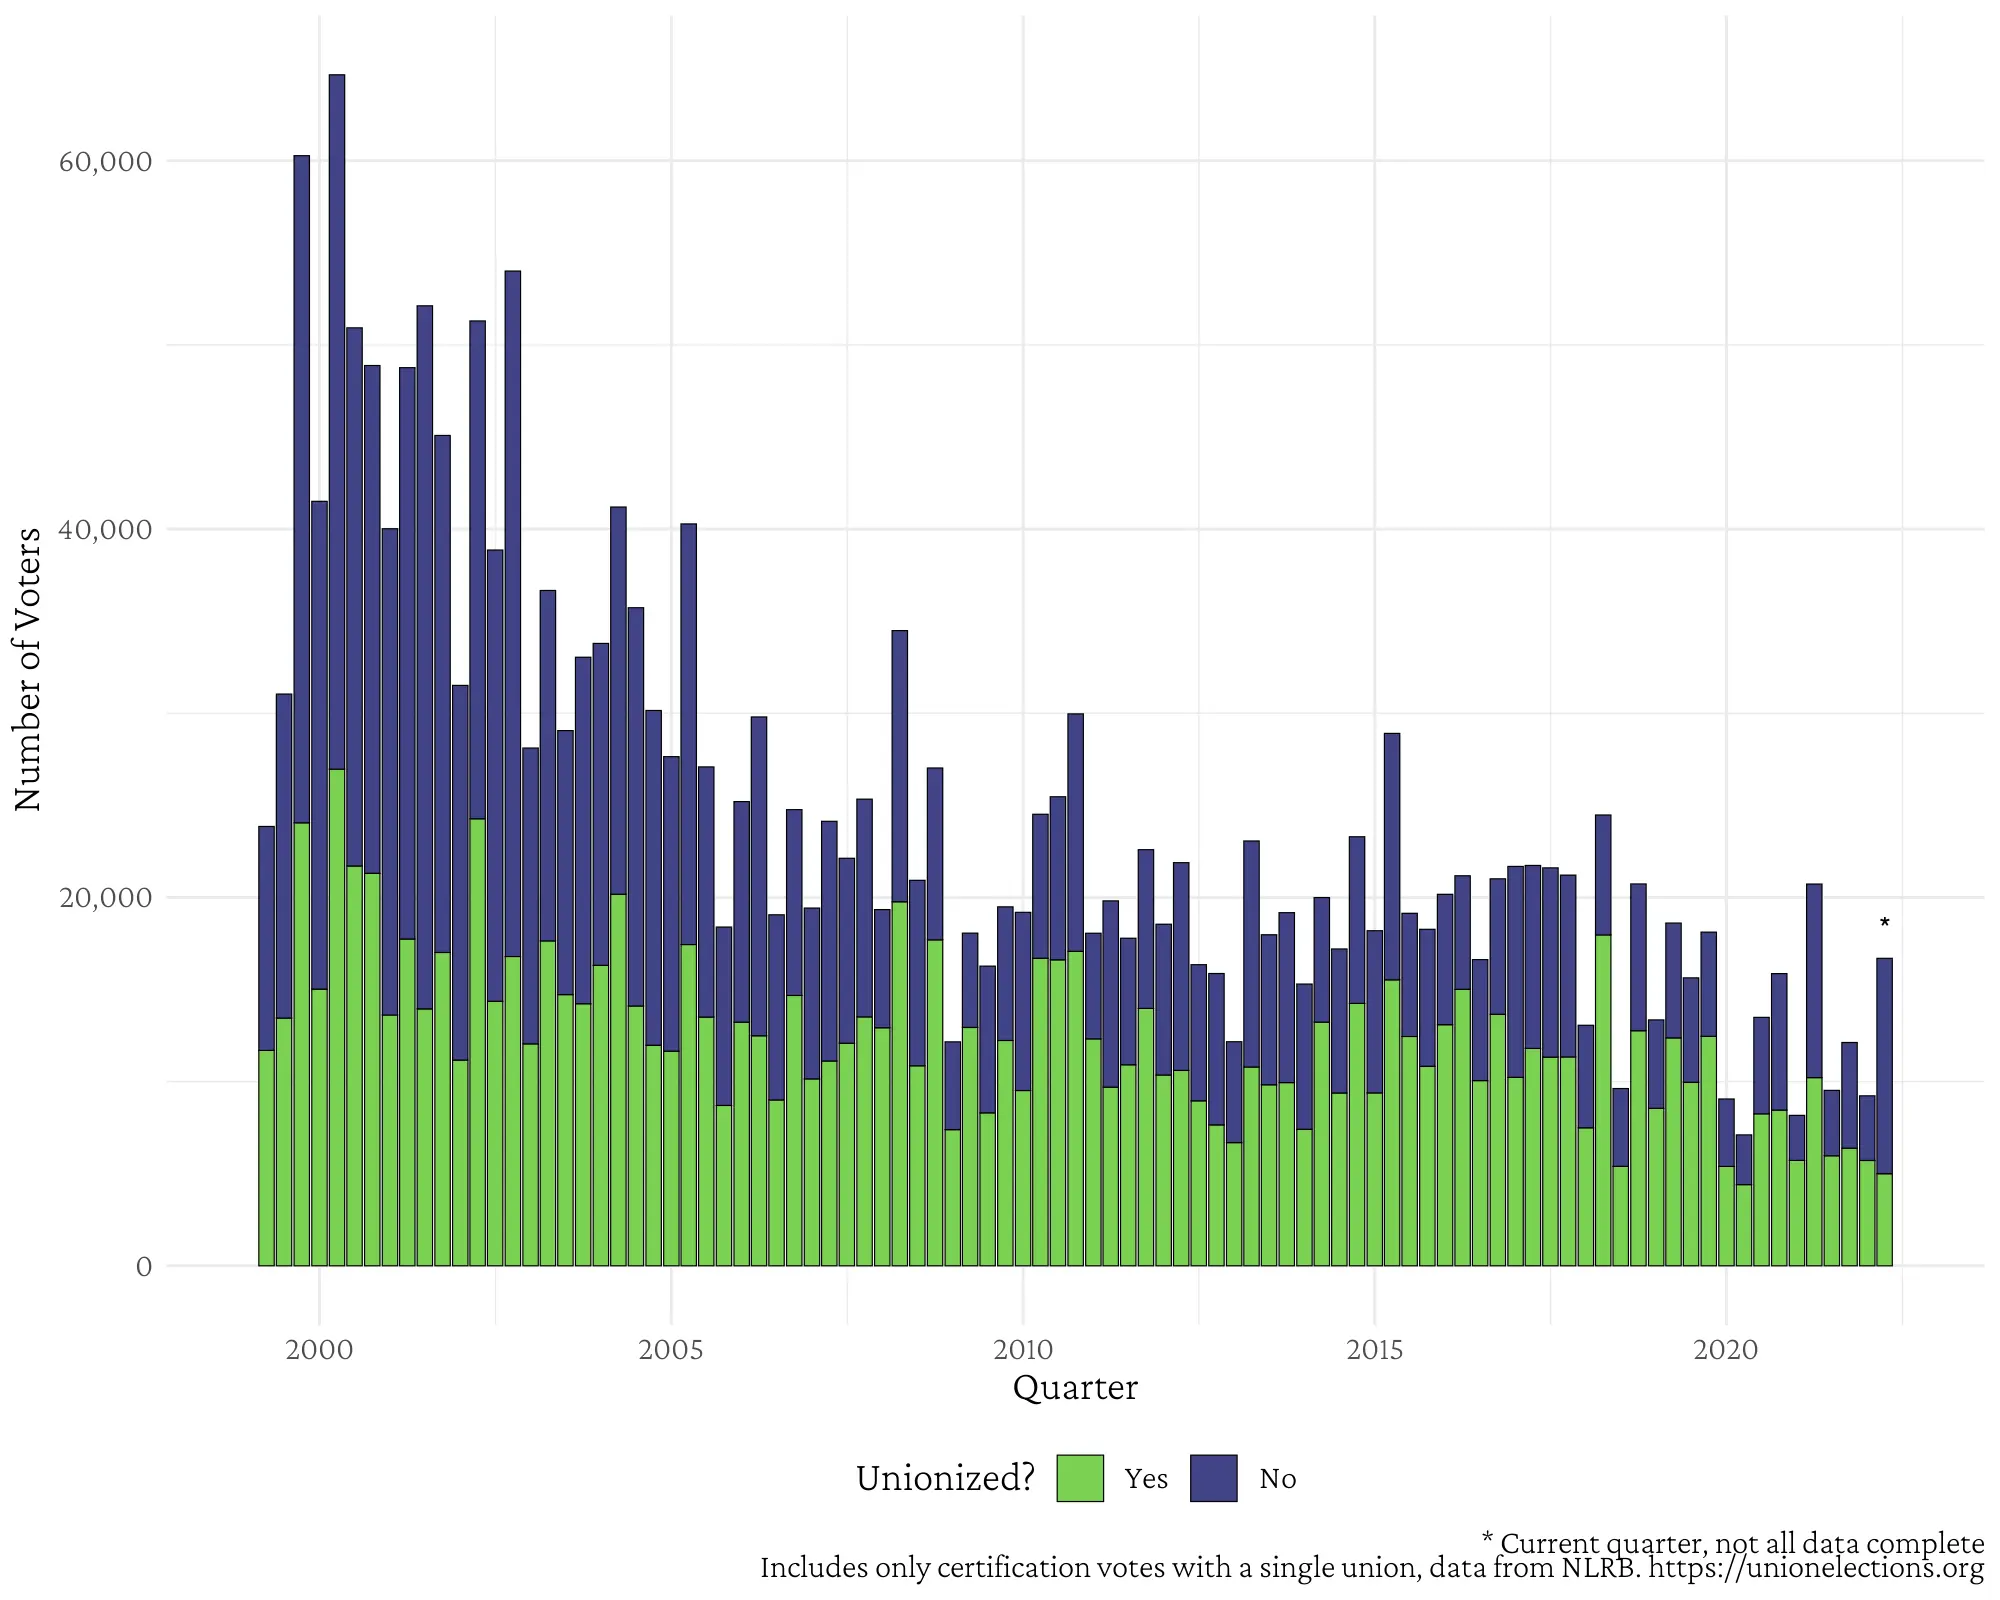 60,000
40,000
20,000
0
Number of Voters
*
2000 2005 2010 2015 2020
Quarter
Unionized? Yes No
* Current quarter, not all data complete
Includes only certification votes with a single union, data from NLRB. https://unionelections.org